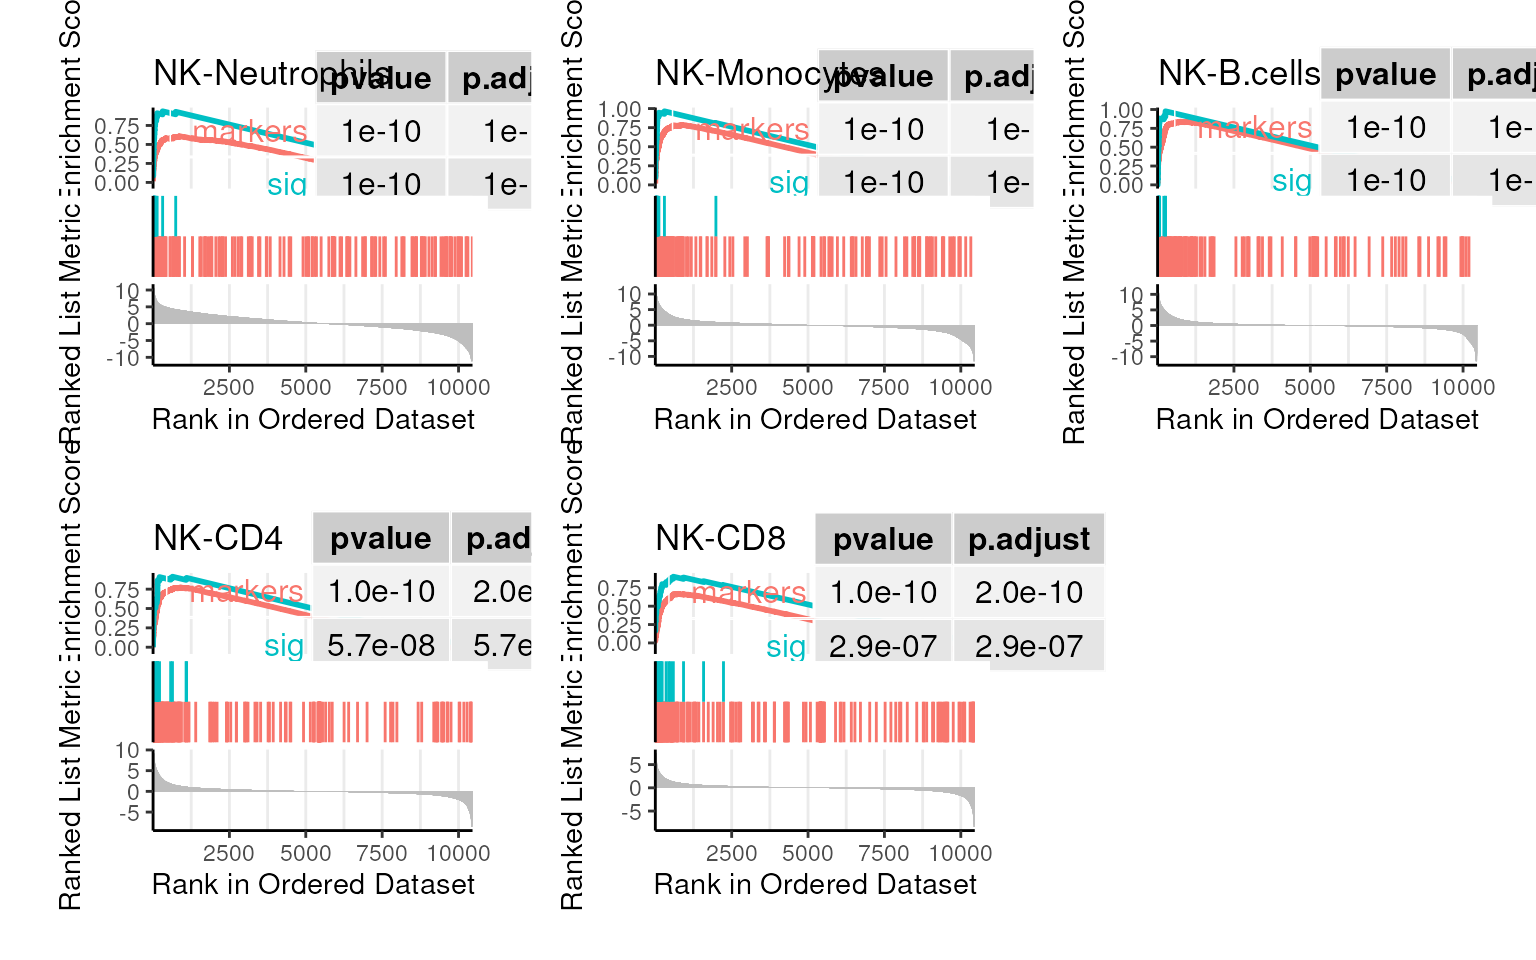 NK-Neutrophils
pvalue p.adj
1e-10 1e-
1e-10 1e-
markers
sig
0.75
0.50
0.25
0.00
10
5
0
-5
-10
2500 5000 7500 10000
Rank in Ordered Dataset
Ranked List Metric
Enrichment Sco
NK-Monocytes
pvalue p.adj
1e-10 1e-
1e-10 1e-
markers
sig
1.00
0.75
0.50
0.25
0.00
10
5
0
-5
-10
2500 5000 7500 10000
Rank in Ordered Dataset
Ranked List Metric
Enrichment Sco
NK-B.cells
pvalue p.adj
1e-10 1e-
1e-10 1e-
markers
sig
1.00
0.75
0.50
0.25
0.00
10
5
0
-5
-10
2500 5000 7500 10000
Rank in Ordered Dataset
Ranked List Metric
Enrichment Sco
NK-CD4
pvalue p.ad
1.0e-10 2.0e
5.7e-08 5.7e
markers
sig
0.75
0.50
0.25
0.00
10
5
0
-5
2500 5000 7500 10000
Rank in Ordered Dataset
Ranked List Metric
Enrichment Score
NK-CD8
pvalue p.adjust
1.0e-10 2.0e-10
2.9e-07 2.9e-07
markers
sig
0.75
0.50
0.25
0.00
5
0
-5
2500 5000 7500 10000
Rank in Ordered Dataset
Ranked List Metric
Enrichment Score